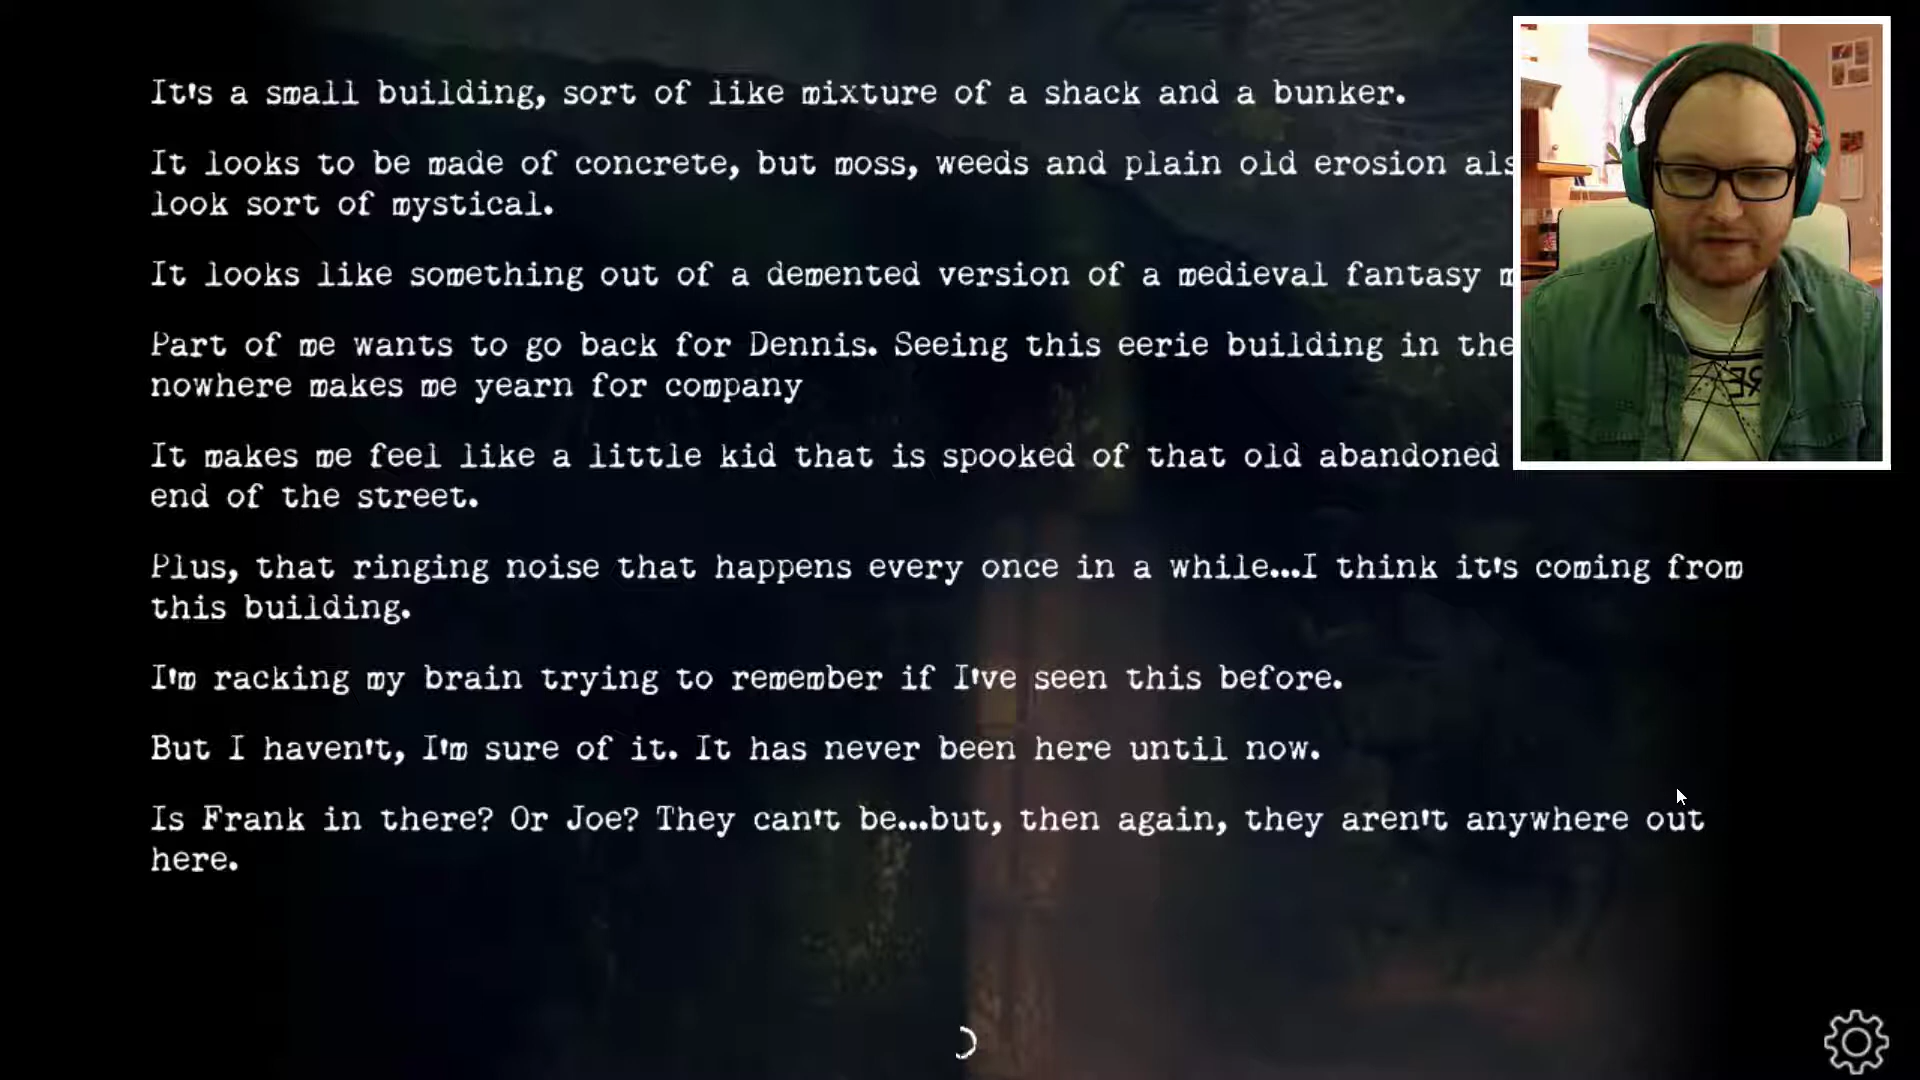 It's a small building, sort of like mixture of a shack and a bunker.
It looks to be made of concrete, but moss, weeds and plain old erosion
look sort of mystical.
It looks like something out of a demented version of a medieval fantasy
Part of me wants to go back for Dennis. Seeing this eerie building in the
nowhere makes me yearn for company
It makes me feel like a little kid that is spooked of that old abandoned
end of the street.
Plus, that ringing noise that happens every once in a while...I think it's coming from
this building.
I'm racking my brain trying to remember if I've seen this before.
But I haven't, I'm sure of it. It has never been here until now.
Is Frank in there? Or Joe? They can't be...but, then again, they aren't anywhere out
here.